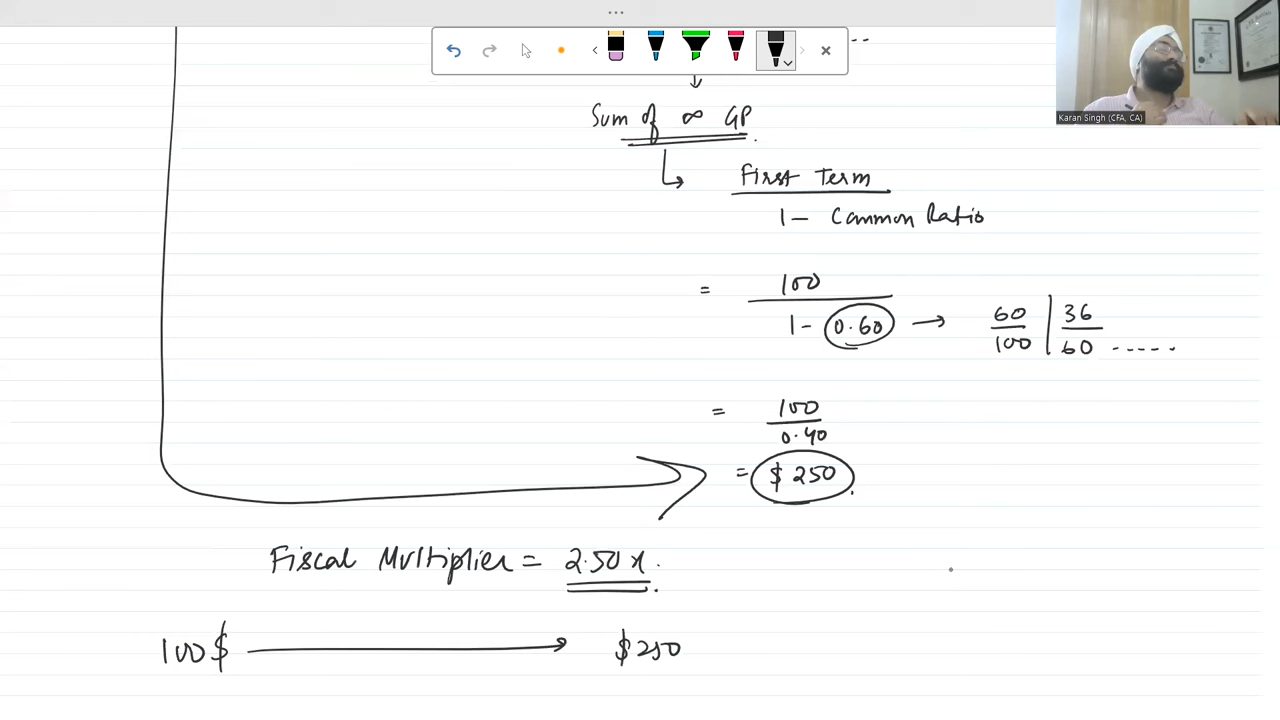 Sum of ∞ GP
First Term
1 - Common Ratio
= 100
1 - 0.60 → 60/100 | 36/60 .....
= 100
0.40
= $ 250.
Fiscal Multiplier = 2.50 x.
100$ → $250
Karan Singh (CFA, CA)